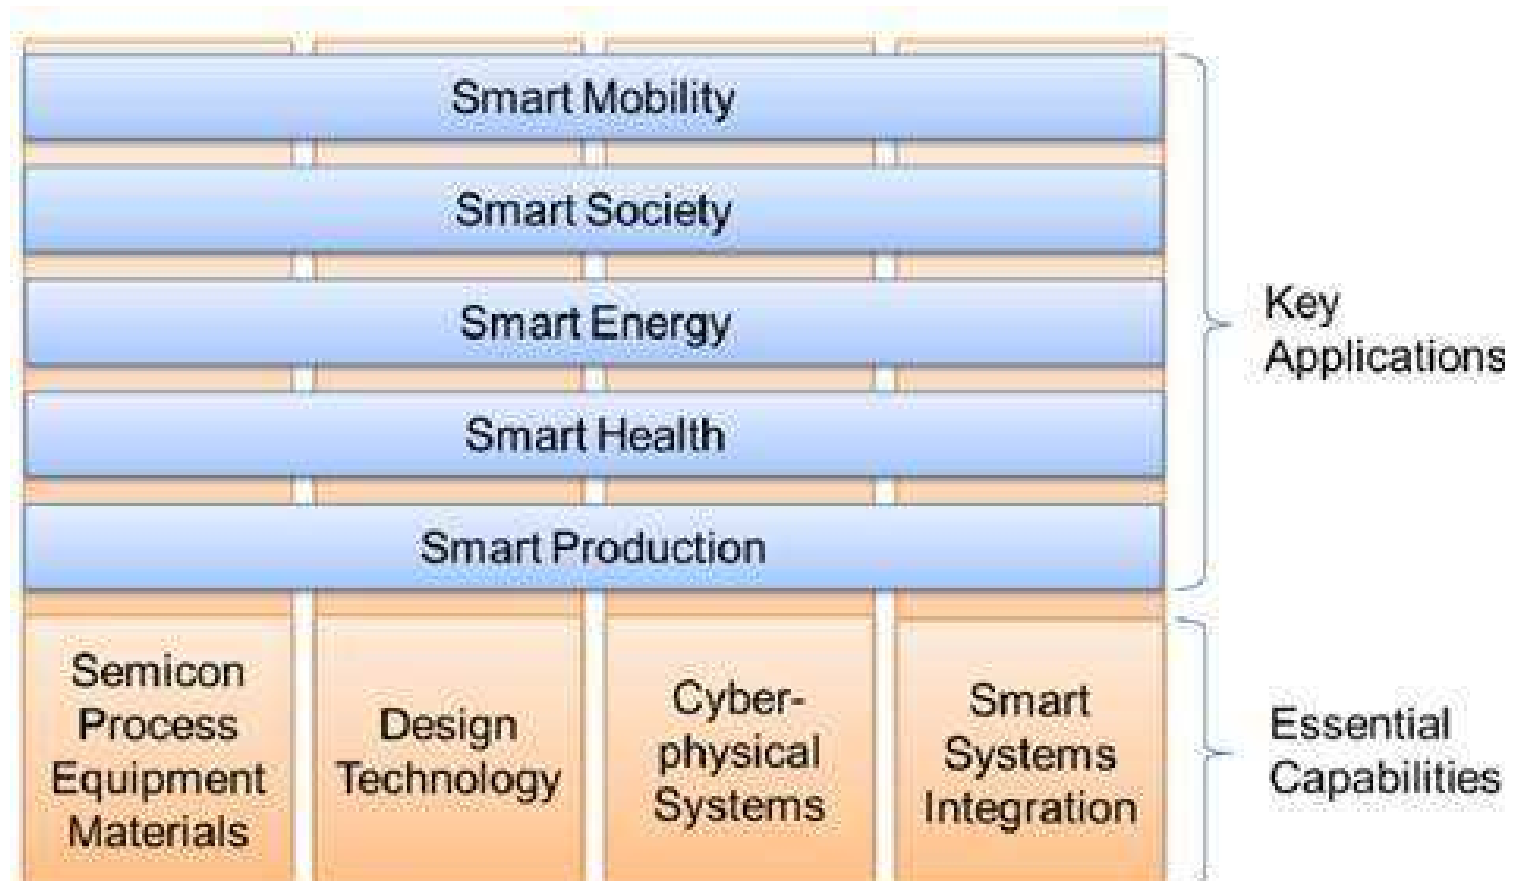 Smart Mobility
Smart Society
Smart Energy
Smart Health
Smart Production
Key
Applications
Semicon
Process
Equipment
Materials
Design
Technology
Cyber-
physical
Systems
Smart
Systems
Integration
Essential
Capabilities